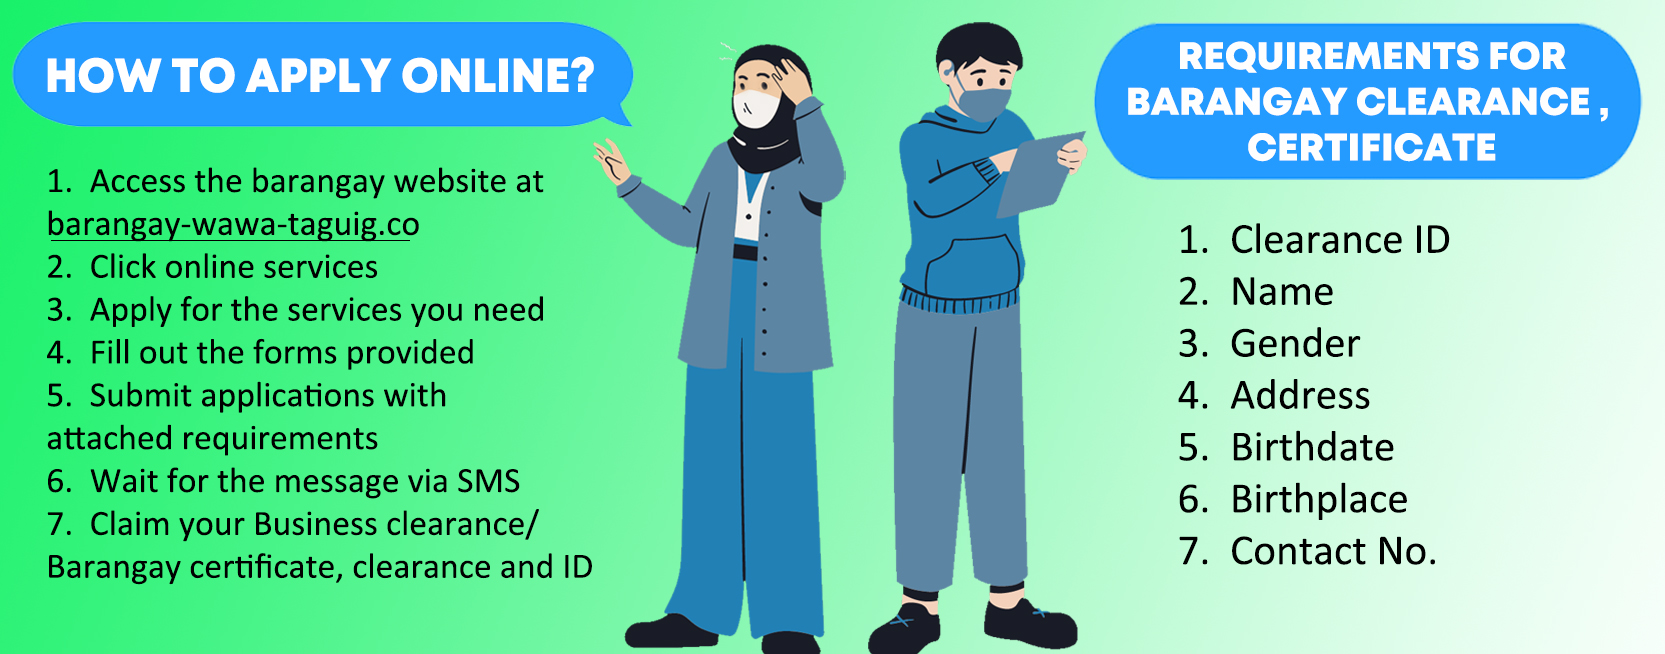 HOW TO APPLY ONLINE?
1. Access the barangay website at
barangay-wawa-taguig.co
2. Click online services
3. Apply for the services you need
4. Fill out the forms provided
5. Submit applications with
attached requirements
6. Wait for the message via SMS
7. Claim your Business clearance/
Barangay certificate, clearance and ID
REQUIREMENTS FOR
BARANGAY CLEARANCE ,
CERTIFICATE
1. Clearance ID
2. Name
3. Gender
4. Address
5. Birthdate
6. Birthplace
7. Contact No.